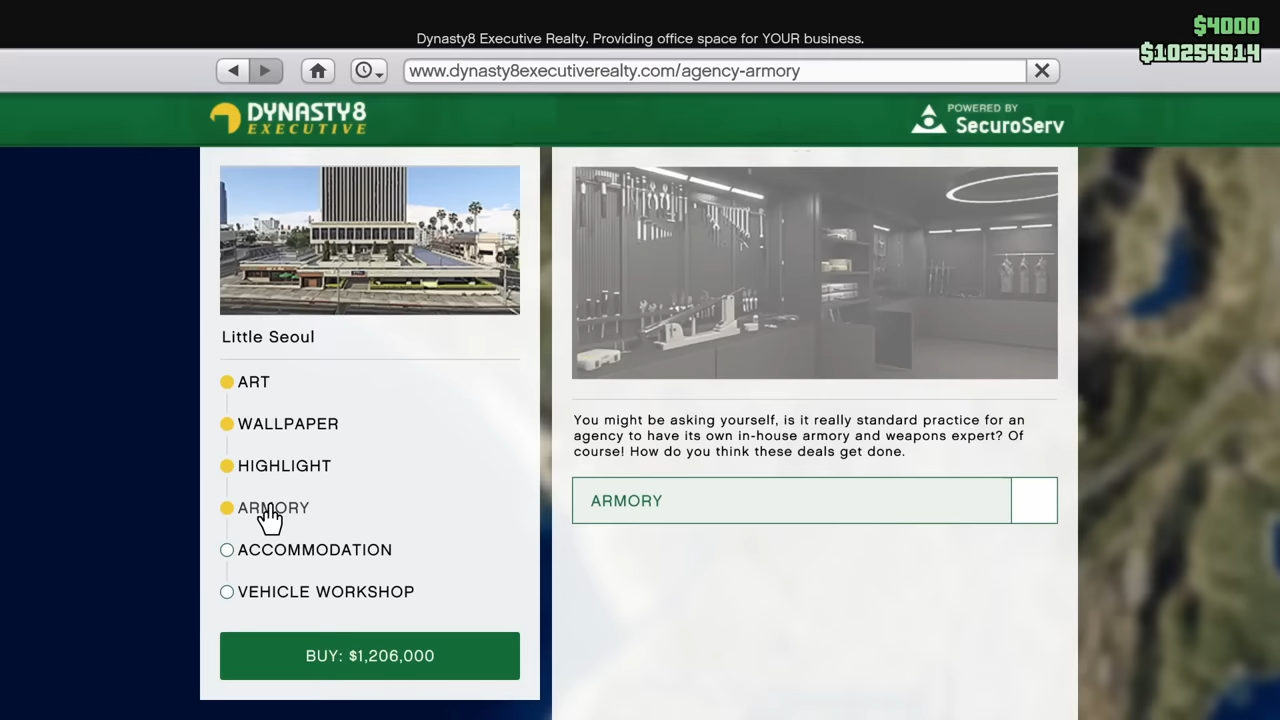 $4000
Dynasty8 Executive Realty. Providing office space for YOUR business.
$10254914
www.dynasty8executiverealty.com/agency-armory
DYNASTY8
EXECUTIVE
POWERED BY
SecuroServ
Little Seoul
ART
WALLPAPER
HIGHLIGHT
ARMORY
ACCOMMODATION
VEHICLE WORKSHOP
BUY: $1,206,000
You might be asking yourself, is it really standard practice for an
agency to have its own in-house armory and weapons expert? Of
course! How do you think these deals get done.
ARMORY